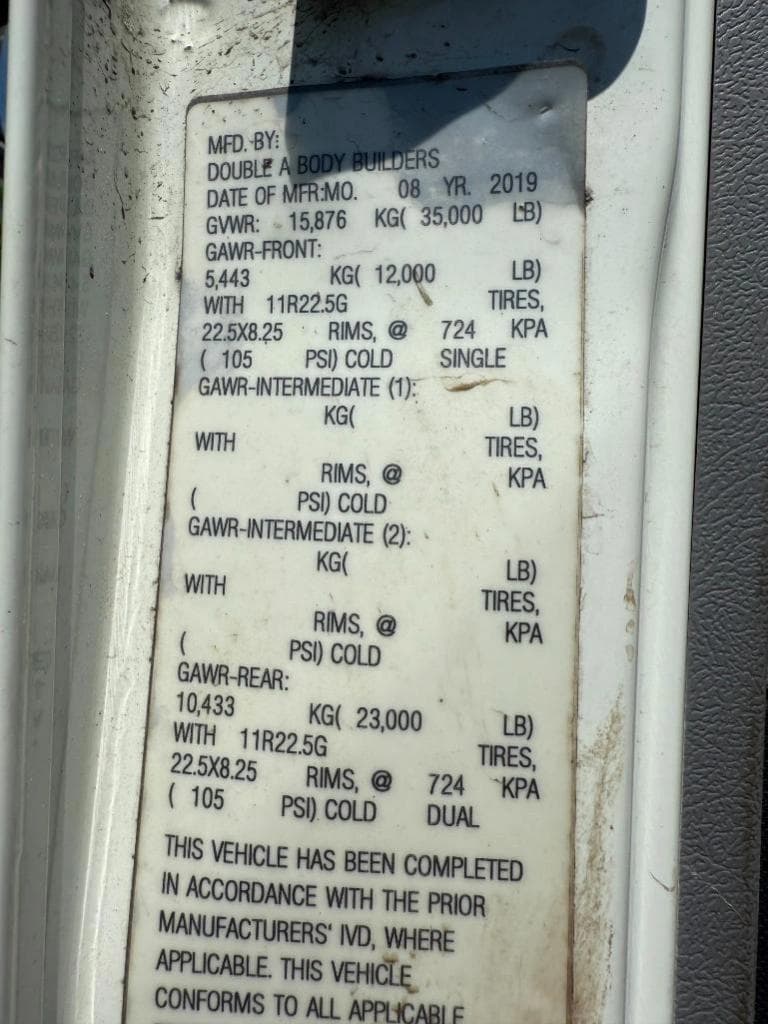 MFD. BY:
DOUBLE A BODY BUILDERS
DATE OF MFR:MO. 08 YR. 2019
GVWR: 15,876 KG( 35,000 LB)
GAWR-FRONT:
5,443 KG( 12,000 LB)
WITH 11R22.5G TIRES,
22.5X8.25 RIMS, @ 724 KPA
( 105 PSI) COLD SINGLE
GAWR-INTERMEDIATE (1):
KG( LB)
WITH TIRES,
RIMS, @ KPA
( PSI) COLD
GAWR-INTERMEDIATE (2):
KG( LB)
WITH TIRES,
RIMS, @ KPA
( PSI) COLD
GAWR-REAR:
10,433 KG( 23,000 LB)
WITH 11R22.5G TIRES,
22.5X8.25 RIMS, @ 724 KPA
( 105 PSI) COLD DUAL
THIS VEHICLE HAS BEEN COMPLETED
IN ACCORDANCE WITH THE PRIOR
MANUFACTURERS' IVD, WHERE
APPLICABLE. THIS VEHICLE
CONFORMS TO ALL APPLICABLE